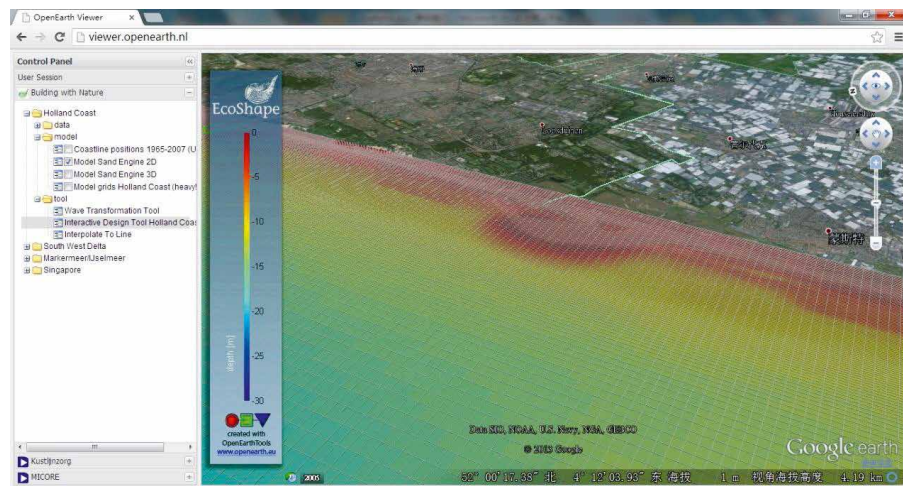 OpenEarth Viewer
viewer.openearth.nl
Control Panel
User Session
Building with Nature
Holland Coast
data
model
Coastline positions 1965-2007 (U
Model Sand Engine 2D
Model Sand Engine 3D
Model grids Holland Coast (heavy!
tool
Wave Transformation Tool
Interactive Design Tool Holland Coas
Interpolate To Line
South West Delta
Markermeer/IJselmeer
Singapore
Kustlijnzorg
MICORE
EcoShape
0
-5
-10
-15
-20
-25
-30
depth [m]
created with
OpenEarthTools
www.openearth.eu
蒙斯特
Data SIO, NOAA, U.S. Navy, NGA, GEBCO
© 2013 Google
Google earth
2005
52° 00'17.38" 北 4° 12'03.93" 东 海拔 1 m 视角海拔高度 4.19 km